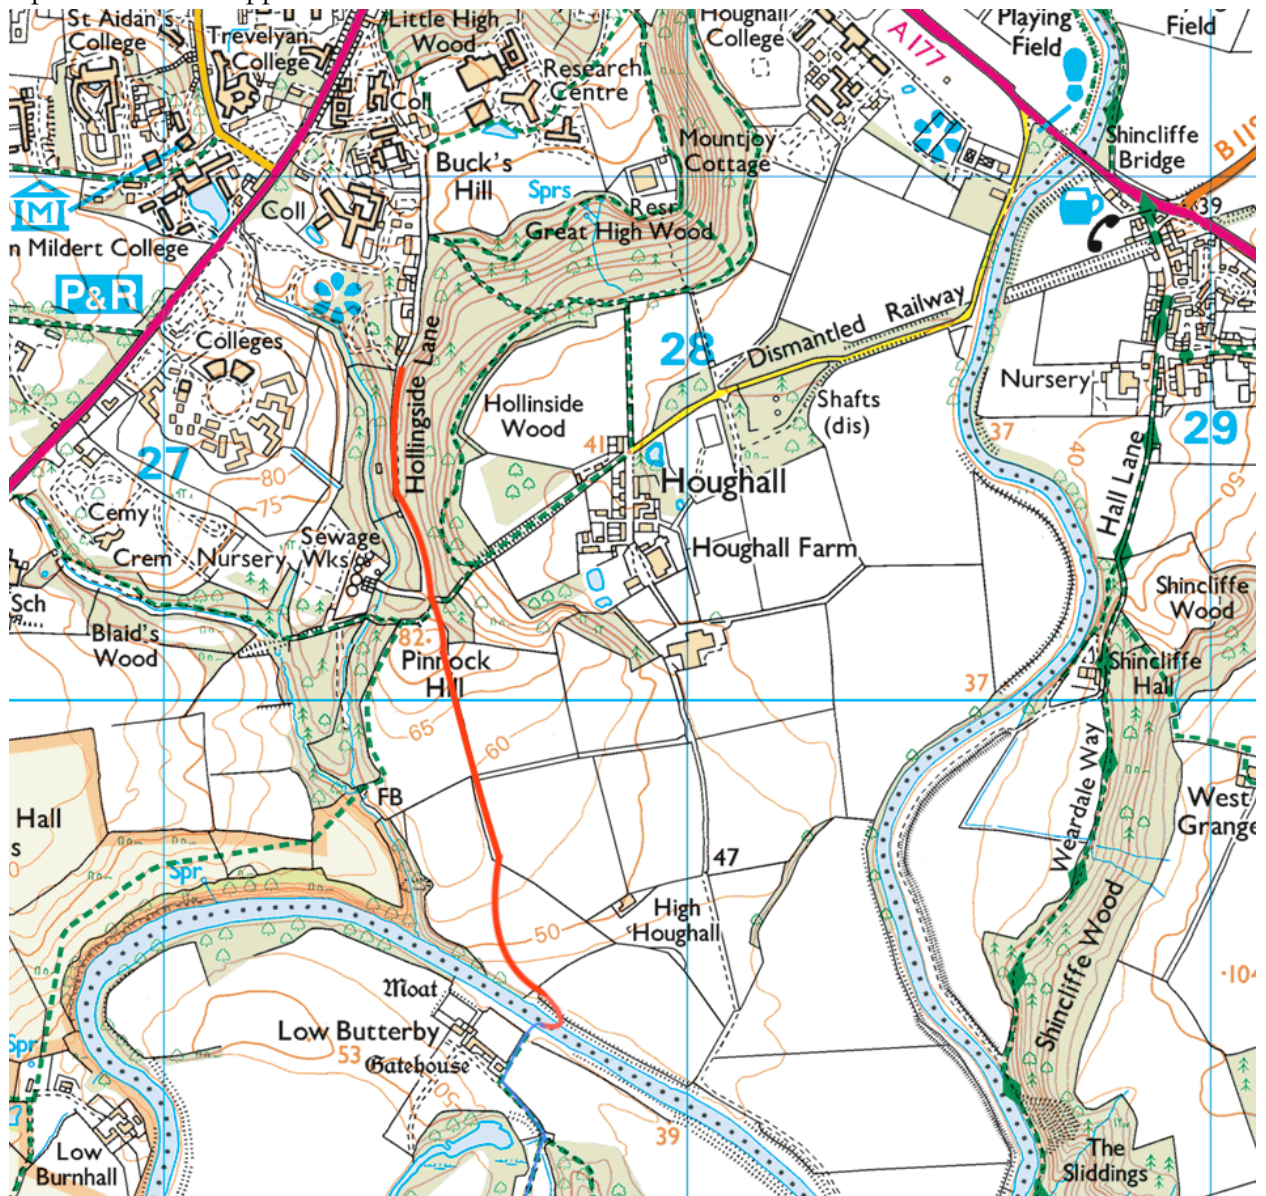 St Aidan's
College
Trevelyan
College
Little High
Wood
Research
Centre
Houghall
College
A177
Playing
Field
Field
Coll
Mountjoy
Cottage
Shincliffe
Bridge
Buck's
Hill
Sprs
Resr
Coll
M
n Mildert College
Great High Wood
39
P&R
Colleges
Hollingside Lane
28
Dismantled Railway
Nursery
Hollinside
Wood
Shafts
(dis)
41
37
29
27
80
75
40
50
Houghall
Hall Lane
Cemy
Crem
Nursery
Sewage
Wks
Houghall Farm
Sch
Blaid's
Wood
82
Pinnock
Hill
Shincliffe
Wood
Shincliffe
Hall
37
65
60
Weardale Way
FB
Hall
s
West
Grange
Spr
47
High
Houghall
50
Shincliffe Wood
104
Moat
Low Butterby
53
Gatehouse
50
Spr
39
Low
Burnhall
The
Sliddings